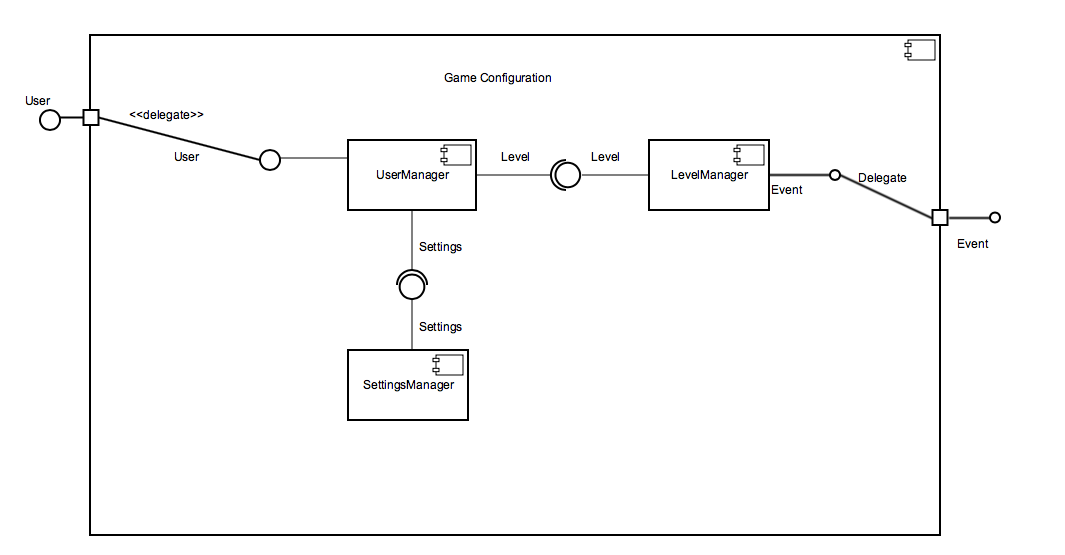 Game Configuration
User
<<delegate>>
User
UserManager
Level
Level
LevelManager
Event
Delegate
Event
Settings
Settings
SettingsManager